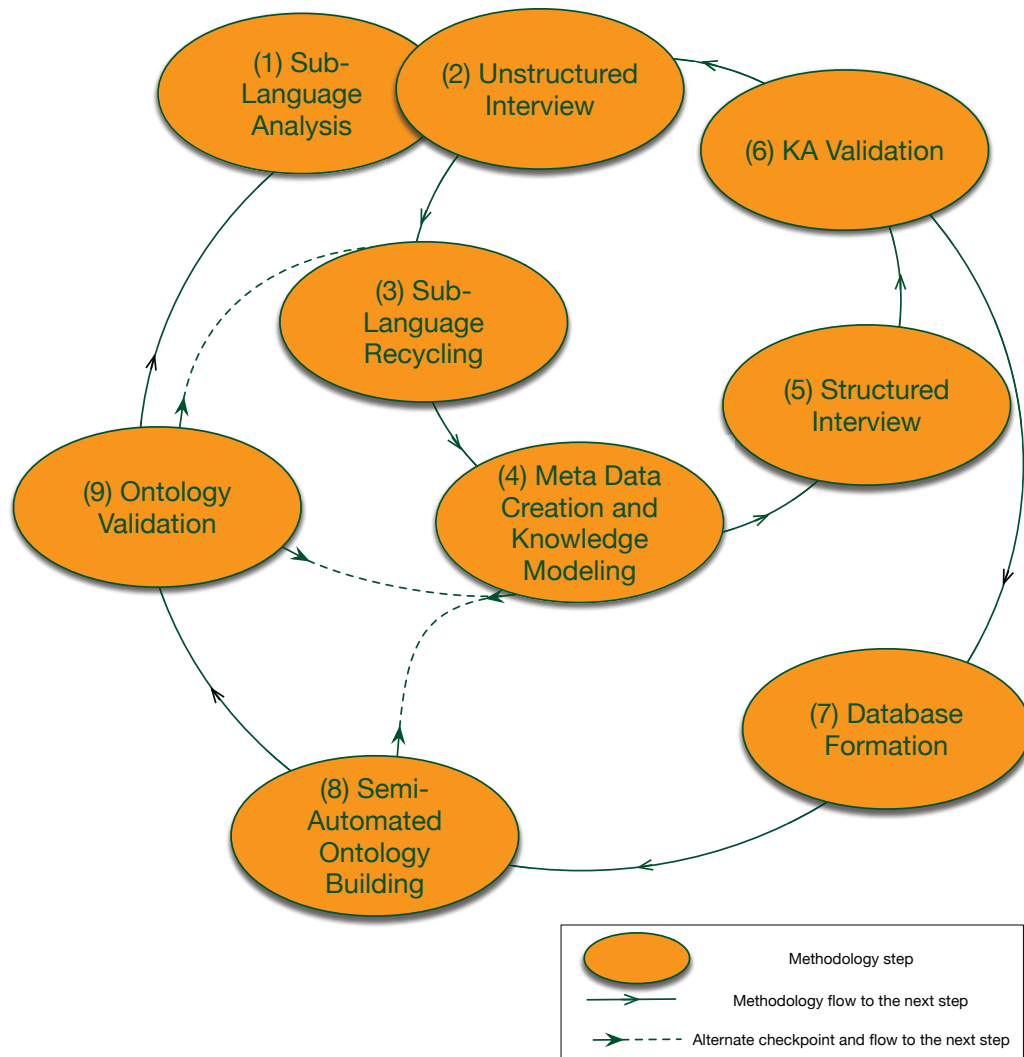 (1) Sub-
Language
Analysis
(2) Unstructured
Interview
(6) KA Validation
(3) Sub-
Language
Recycling
(5) Structured
Interview
(4) Meta Data
Creation and
Knowledge
Modeling
(9) Ontology
Validation
(7) Database
Formation
(8) Semi-
Automated
Ontology
Building
Methodology step
Methodology flow to the next step
Alternate checkpoint and flow to the next step